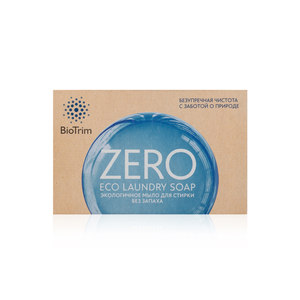 БЕЗУПРЕЧНАЯ ЧИСТОТА
С ЗАБОТОЙ О ПРИРОДЕ
BioTrim
ZERO
ECO LAUNDRY SOAP
ЭКОЛОГИЧНОЕ МЫЛО ДЛЯ СТИРКИ
БЕЗ ЗАПАХА